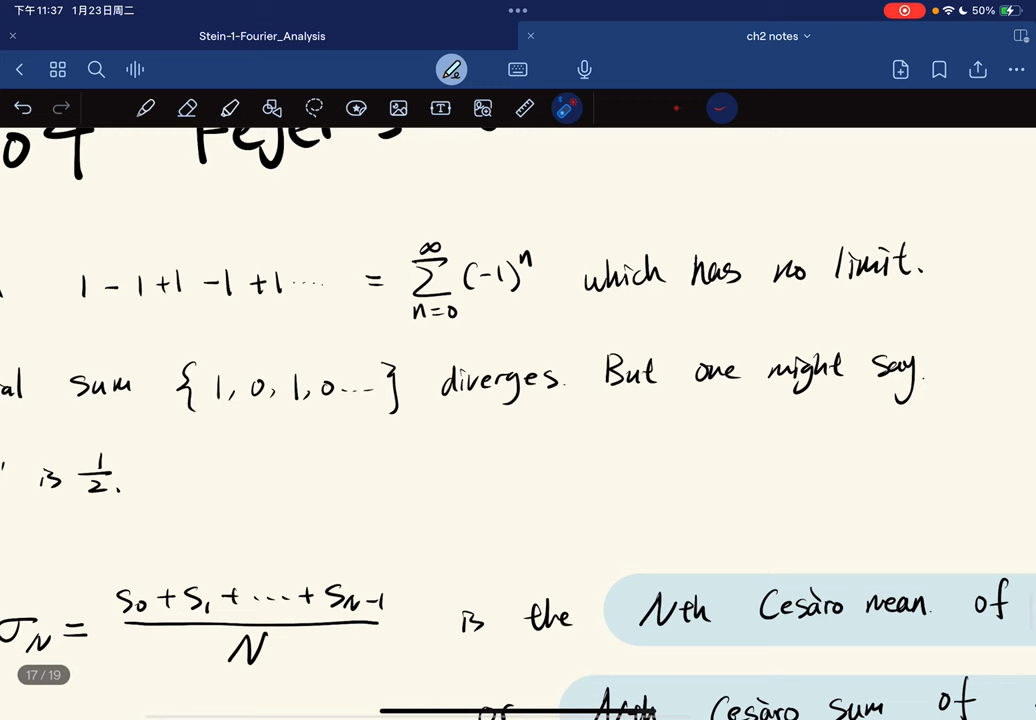 下午11:37 1月23日周二
50%
Stein-1-Fourier_Analysis
ch2 notes
1 - 1 + 1 - 1 + 1 ···· = ∑_{n=0}^{∞} (-1)^n which has no limit.
al sum { 1, 0, 1, 0 ··· } diverges. But one might say
" is 1/2.
σ_N = (S_0 + S_1 + ··· + S_{N-1}) / N is the Nth Cesàro mean of
17 / 19
or Nth Cesàro sum of